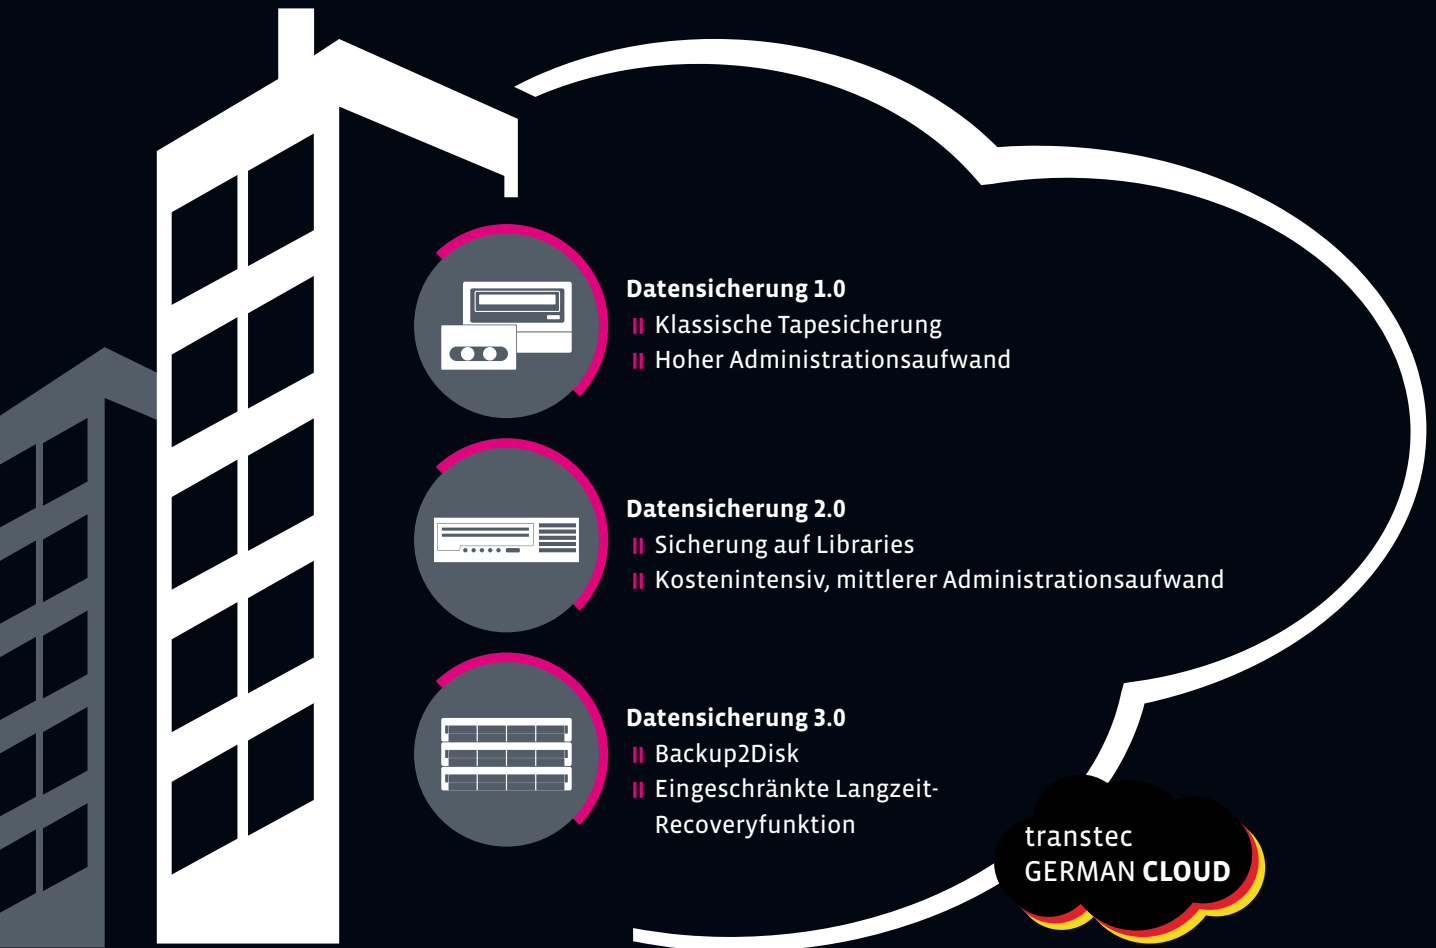 Datensicherung 1.0
Klassische Tapesicherung
Hoher Administrationsaufwand
Datensicherung 2.0
Sicherung auf Libraries
Kostenintensiv, mittlerer Administrationsaufwand
Datensicherung 3.0
Backup2Disk
Eingeschränkte Langzeit-
Recoveryfunktion
transtec
GERMAN CLOUD